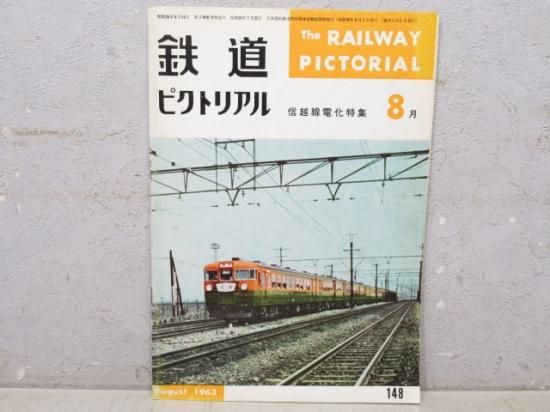 The RAILWAY
PICTORIAL
鉄道
ピクトリアル
信越線電化特集
8月
August 1963
148